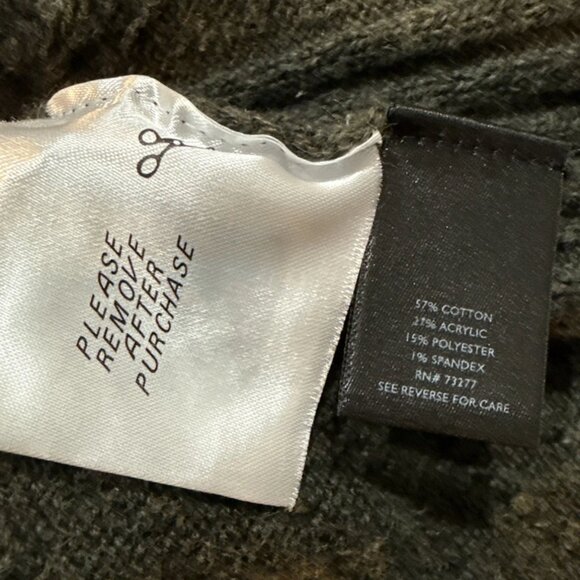 PLEASE
REMOVE
AFTER
PURCHASE
57% COTTON
27% ACRYLIC
15% POLYESTER
1% SPANDEX
RN# 73277
SEE REVERSE FOR CARE